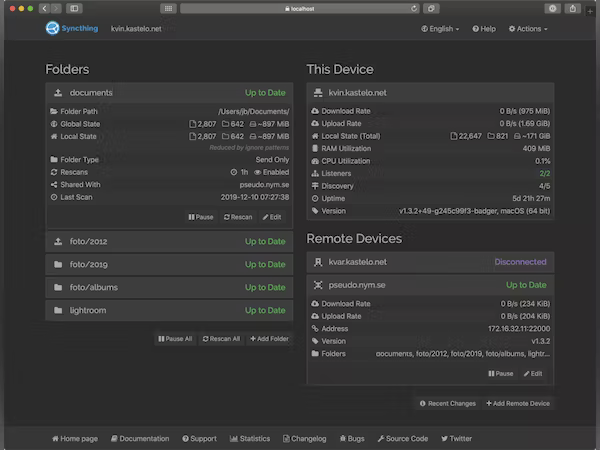 localhost
Syncthing kvin.kastelo.net English Help Actions
Folders
documents Up to Date
Folder Path /Users/jb/Documents/
Global State 2,807 642 ~897 MiB
Local State 2,807 642 ~897 MiB
Reduced by ignore patterns
Folder Type Send Only
Rescans 1h Enabled
Shared With pseudo.nym.se
Last Scan 2019-12-10 07:27:38
Pause Rescan Edit
foto/2012 Up to Date
foto/2019 Up to Date
foto/albums Up to Date
lightroom Up to Date
Pause All Rescan All Add Folder
This Device
kvin.kastelo.net
Download Rate 0 B/s (975 MiB)
Upload Rate 0 B/s (1.69 GiB)
Local State (Total) 22,647 821 ~171 GiB
RAM Utilization 409 MiB
CPU Utilization 0.1%
Listeners 2/2
Discovery 4/5
Uptime 5d 21h 27m
Version v1.3.2+49-g245c99f3-badger, macOS (64 bit)
Remote Devices
kvar.kastelo.net Disconnected
pseudo.nym.se Up to Date
Download Rate 0 B/s (234 KiB)
Upload Rate 0 B/s (204 KiB)
Address 172.16.32.11:22000
Version v1.3.2
Folders documents, foto/2012, foto/2019, foto/albums, lightr...
Pause Edit
Recent Changes Add Remote Device
Home page Documentation Support Statistics Changelog Bugs Source Code Twitter